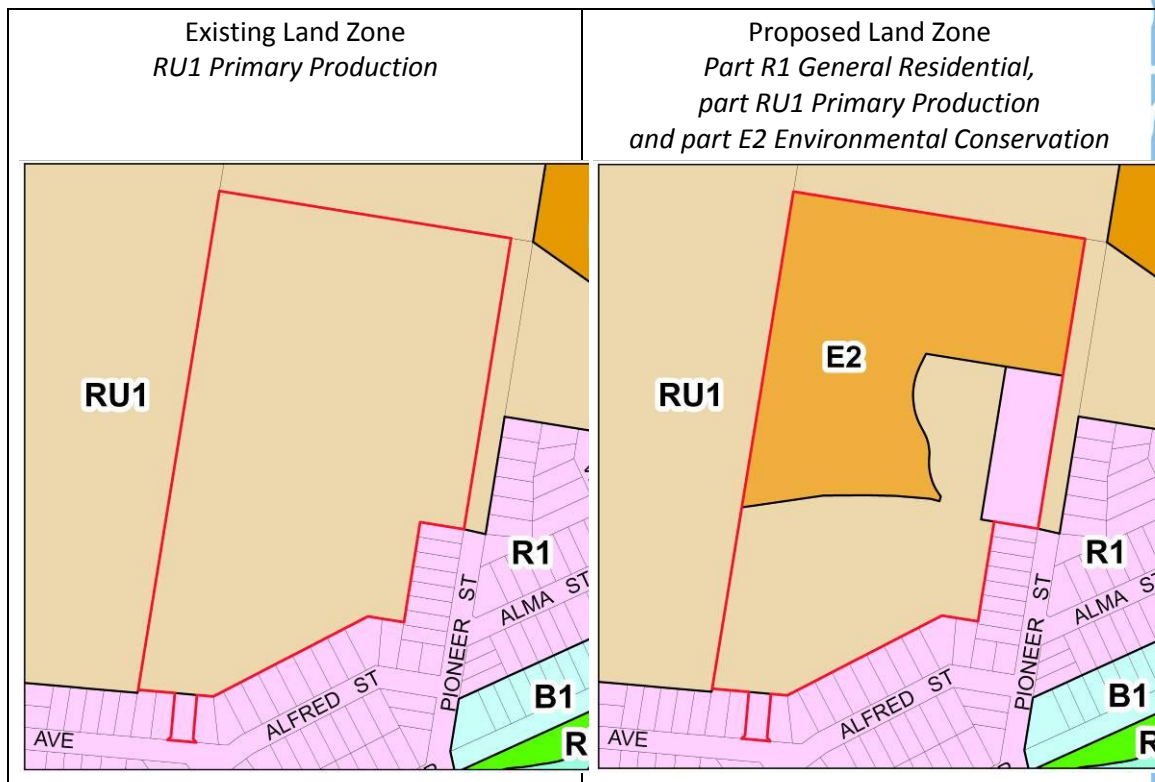 Existing Land Zone
RU1 Primary Production
Proposed Land Zone
Part R1 General Residential,
part RU1 Primary Production
and part E2 Environmental Conservation
RU1
R1
PIONEER ST
ALMA ST
ALFRED ST
B1
R
AVE
E2
RU1
R1
PIONEER ST
ALMA ST
ALFRED ST
B1
R
AVE